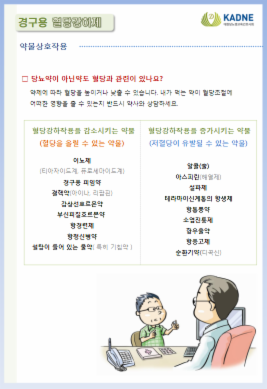 경구용 혈당강하제
KADNE
약물상호작용
□ 당뇨약이 아닌약도 혈당과 관련이 있나요?
약제에 따라 혈당을 높이거나 낮출 수 있습니다. 내가 먹는 약이 혈당조절에
어떠한 영향을 줄 수 있는지 반드시 약사와 상담하세요.
혈당강하작용을 감소시키는 약물
(혈당을 올릴 수 있는 약물)
이뇨제
(티아자이드계, 퓨로세마이드계)
경구용 피임약
결핵약(아이나, 리팜핀)
갑상선호르몬약
부신피질호르몬약
항경련제
항정신병약
설탕이 들어 있는 물약( 특히 기침약 )
혈당강하작용을 증가시키는 약물
(저혈당이 유발될 수 있는 약물)
알콜(술)
아스피린(해열제)
설파제
테라마이신계통의 항생제
항통풍약
소염진통제
항우울약
항응고제
순환기약(디곡신)